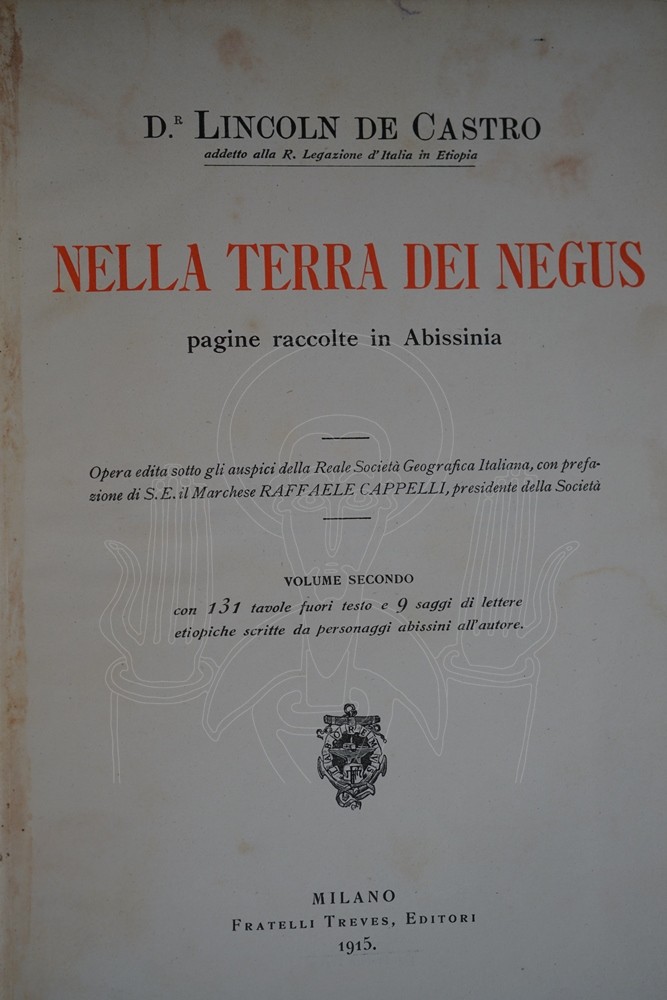 D.ᴿ LINCOLN DE CASTRO
addetto alla R. Legazione d'Italia in Etiopia
NELLA TERRA DEI NEGUS
pagine raccolte in Abissinia
Opera edita sotto gli auspici della Reale Società Geografica Italiana, con prefa-
zione di S. E. il Marchese RAFFAELE CAPPELLI, presidente della Società
VOLUME SECONDO
con 131 tavole fuori testo e 9 saggi di lettere
etiopiche scritte da personaggi abissini all'autore.
MILANO
FRATELLI TREVES, EDITORI
1915.